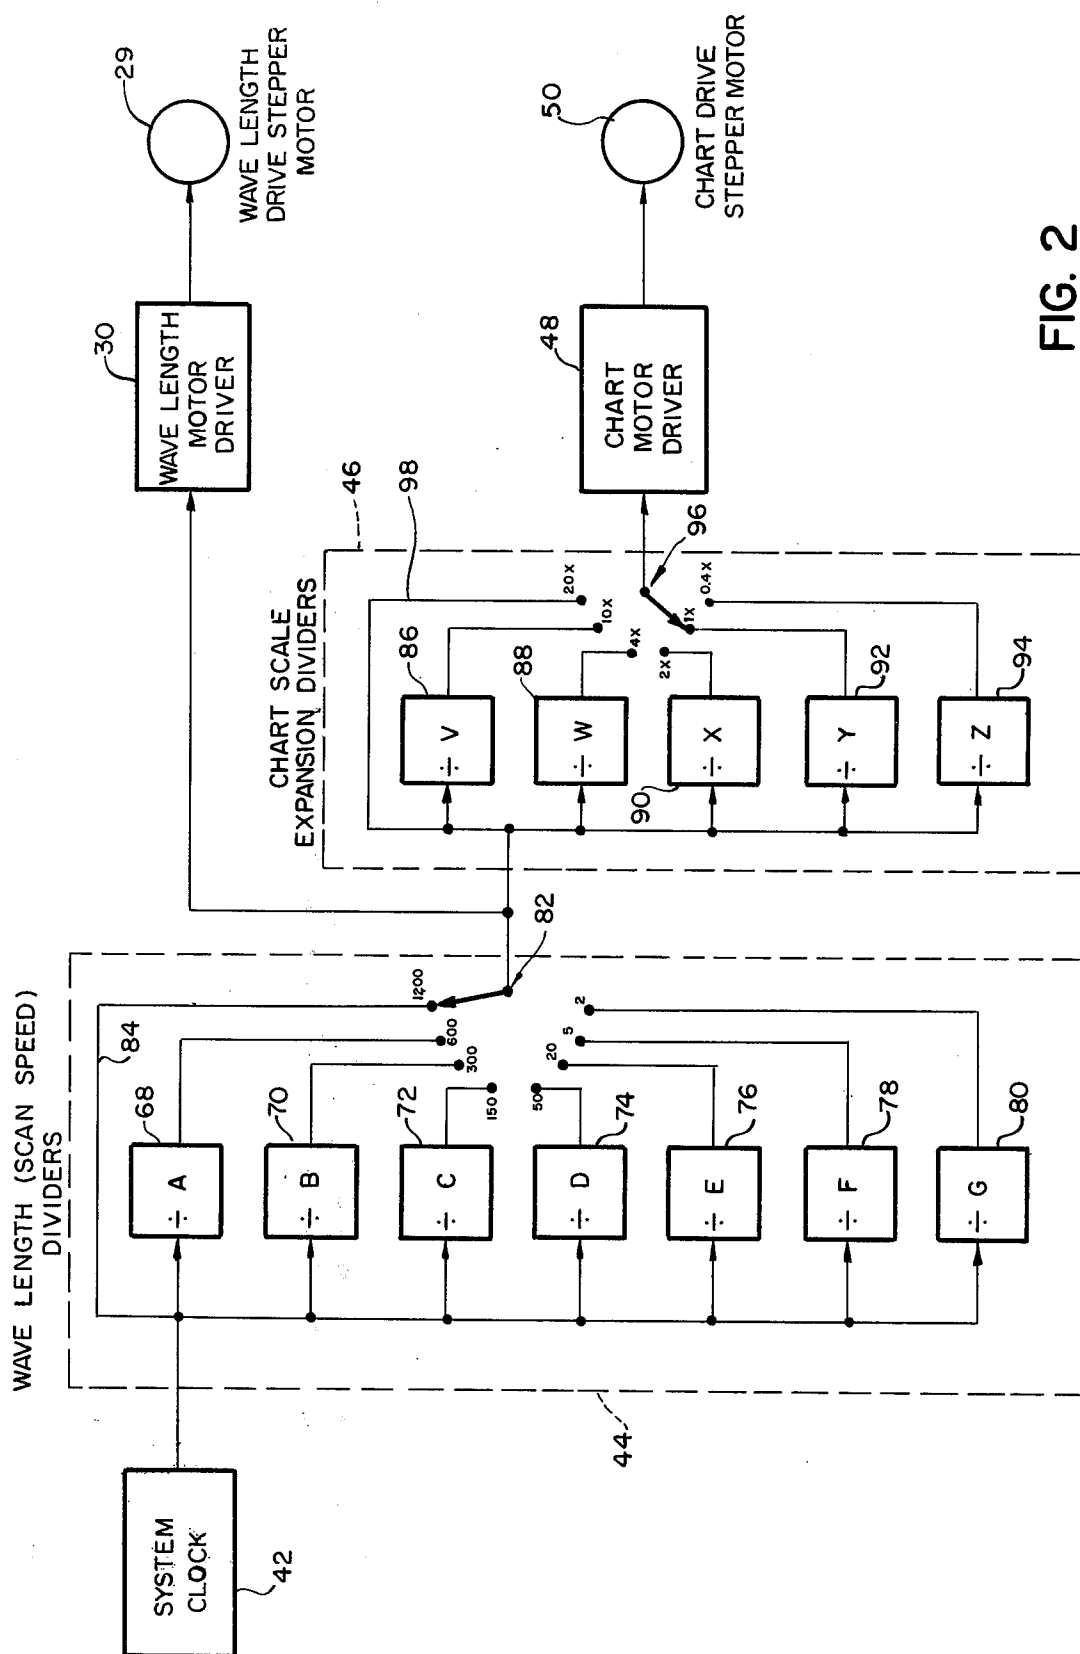 WAVE LENGTH (SCAN SPEED)
DIVIDERS
SYSTEM
CLOCK
42
44
84
68
÷ A
70
÷ B
72
÷ C
74
÷ D
76
÷ E
78
÷ F
80
÷ G
1200
600
300
150
50
20
5
2
82
CHART SCALE
EXPANSION DIVIDERS
46
98
86
÷ V
88
÷ W
90
÷ X
92
÷ Y
94
÷ Z
20X
10X
4X
2X
1X
0.4X
96
30
WAVE LENGTH
MOTOR
DRIVER
29
WAVE LENGTH
DRIVE STEPPER
MOTOR
48
CHART
MOTOR
DRIVER
50
CHART DRIVE
STEPPER MOTOR
FIG. 2